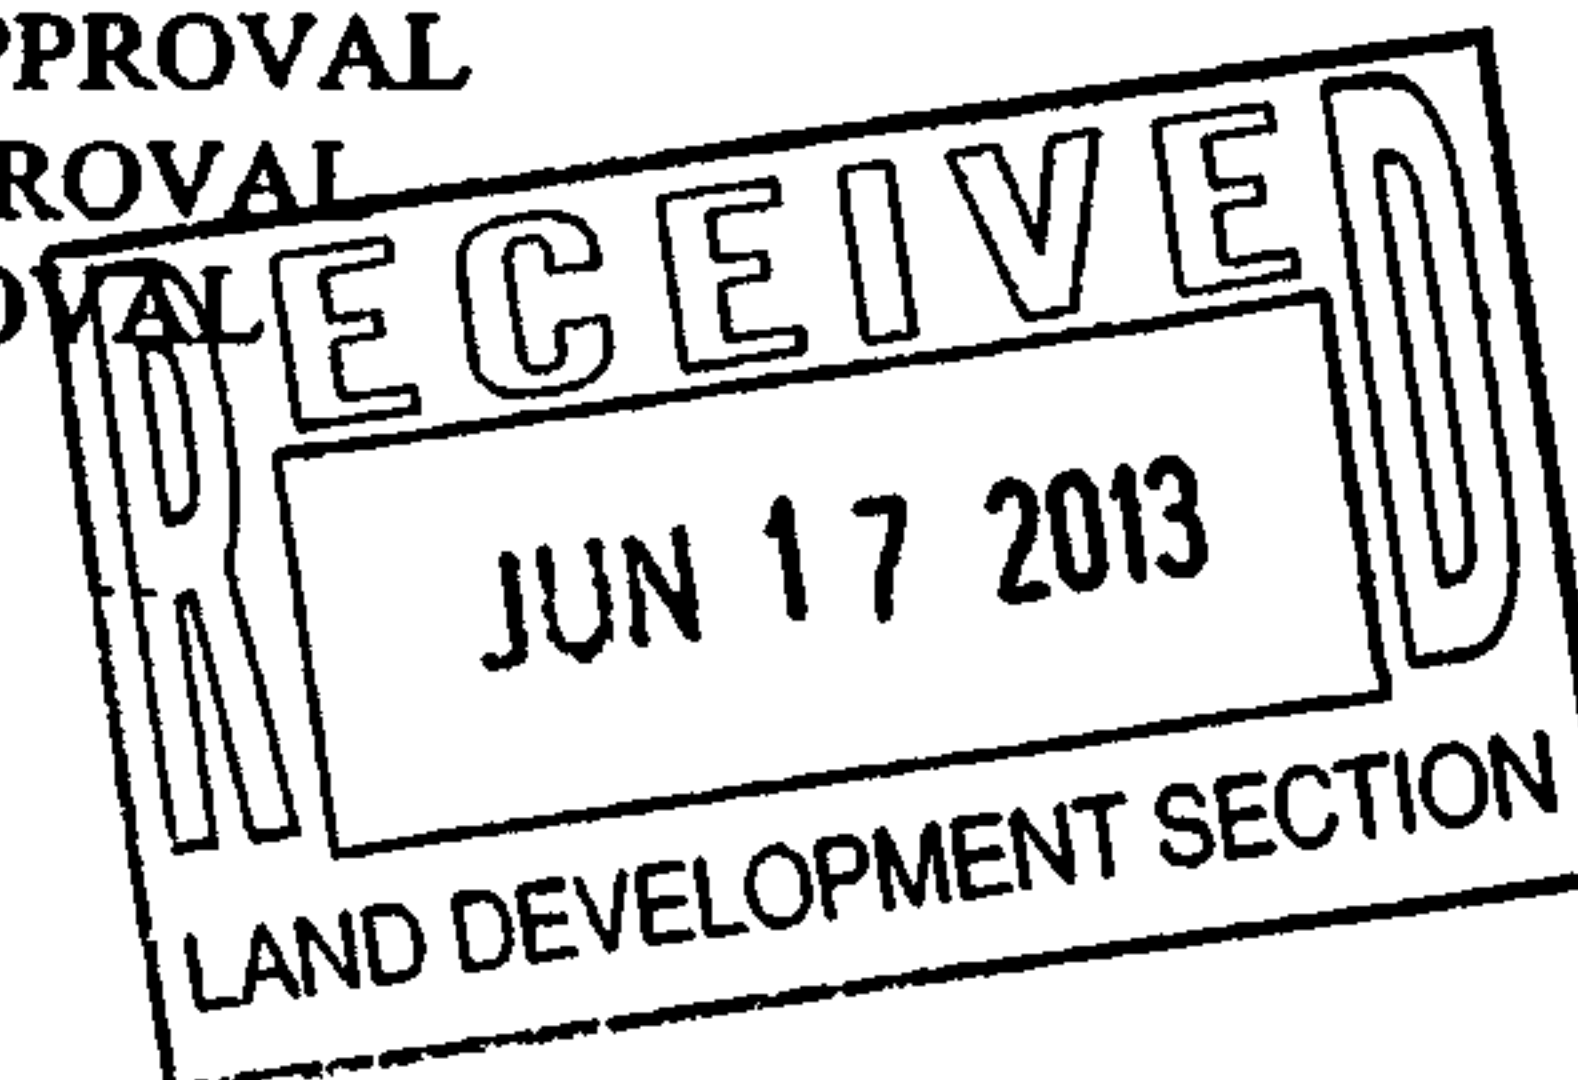 PPROVAL
ROVAL
OVAL
RECEIVED
JUN 17 2013
LAND DEVELOPMENT SECTION